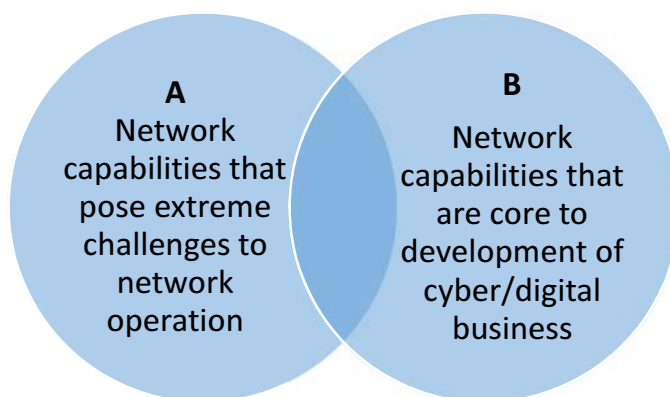 A
Network
capabilities that
pose extreme
challenges to
network
operation
B
Network
capabilities that
are core to
development of
cyber/digital
business